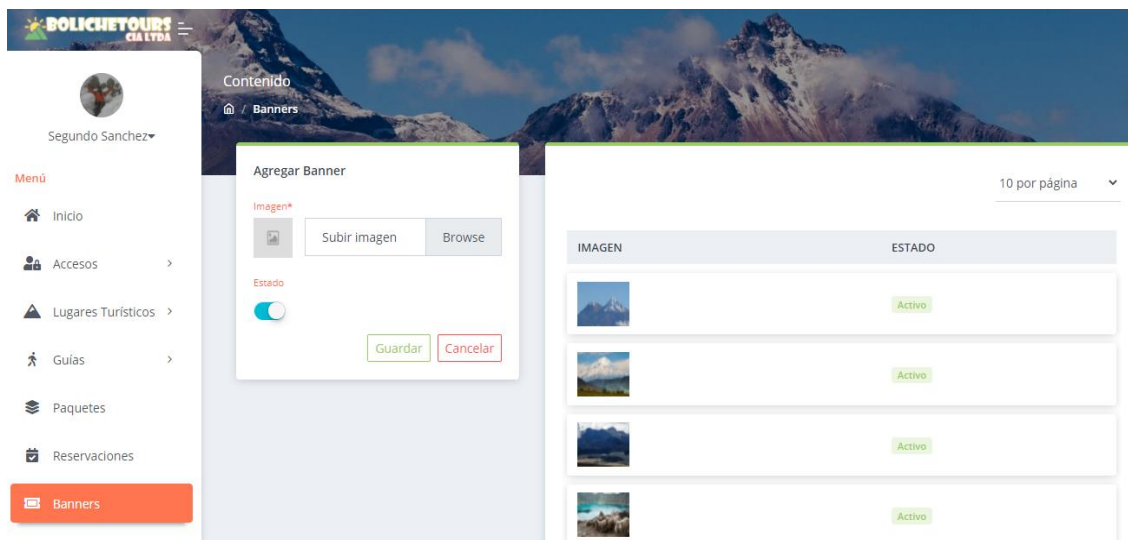 BOLICHETOURS
CIA LTDA
Contenido
/ Banners
Segundo Sanchez
Menú
Inicio
Accesos
Lugares Turísticos
Guías
Paquetes
Reservaciones
Banners
Agregar Banner
Imagen*
Subir imagen Browse
Estado
Guardar Cancelar
10 por página
IMAGEN ESTADO
Activo
Activo
Activo
Activo